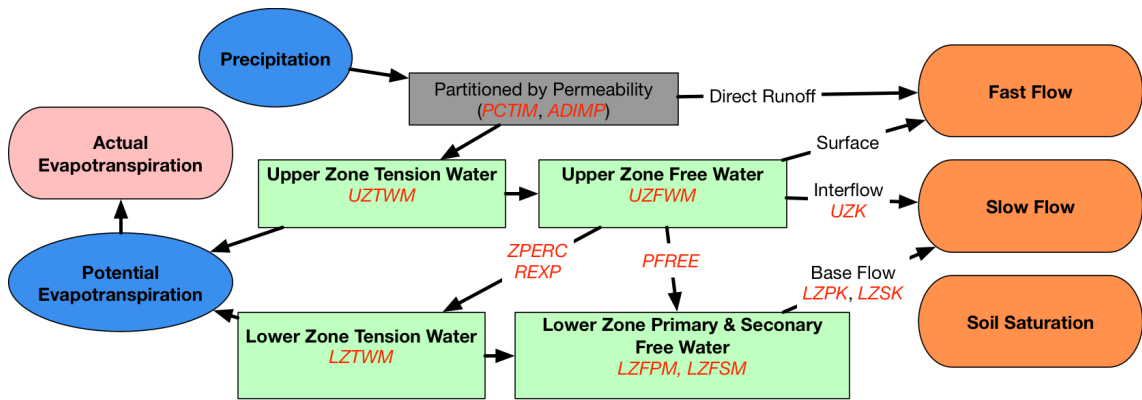 Precipitation
Partitioned by Permeability
(PCTIM, ADIMP)
Direct Runoff
Fast Flow
Actual
Evapotranspiration
Surface
Upper Zone Tension Water
UZTWM
Upper Zone Free Water
UZFWM
Interflow
UZK
Slow Flow
ZPERC
REXP
PFREE
Potential
Evapotranspiration
Base Flow
LZPK, LZSK
Lower Zone Tension Water
LZTWM
Lower Zone Primary & Seconary
Free Water
LZFPM, LZFSM
Soil Saturation